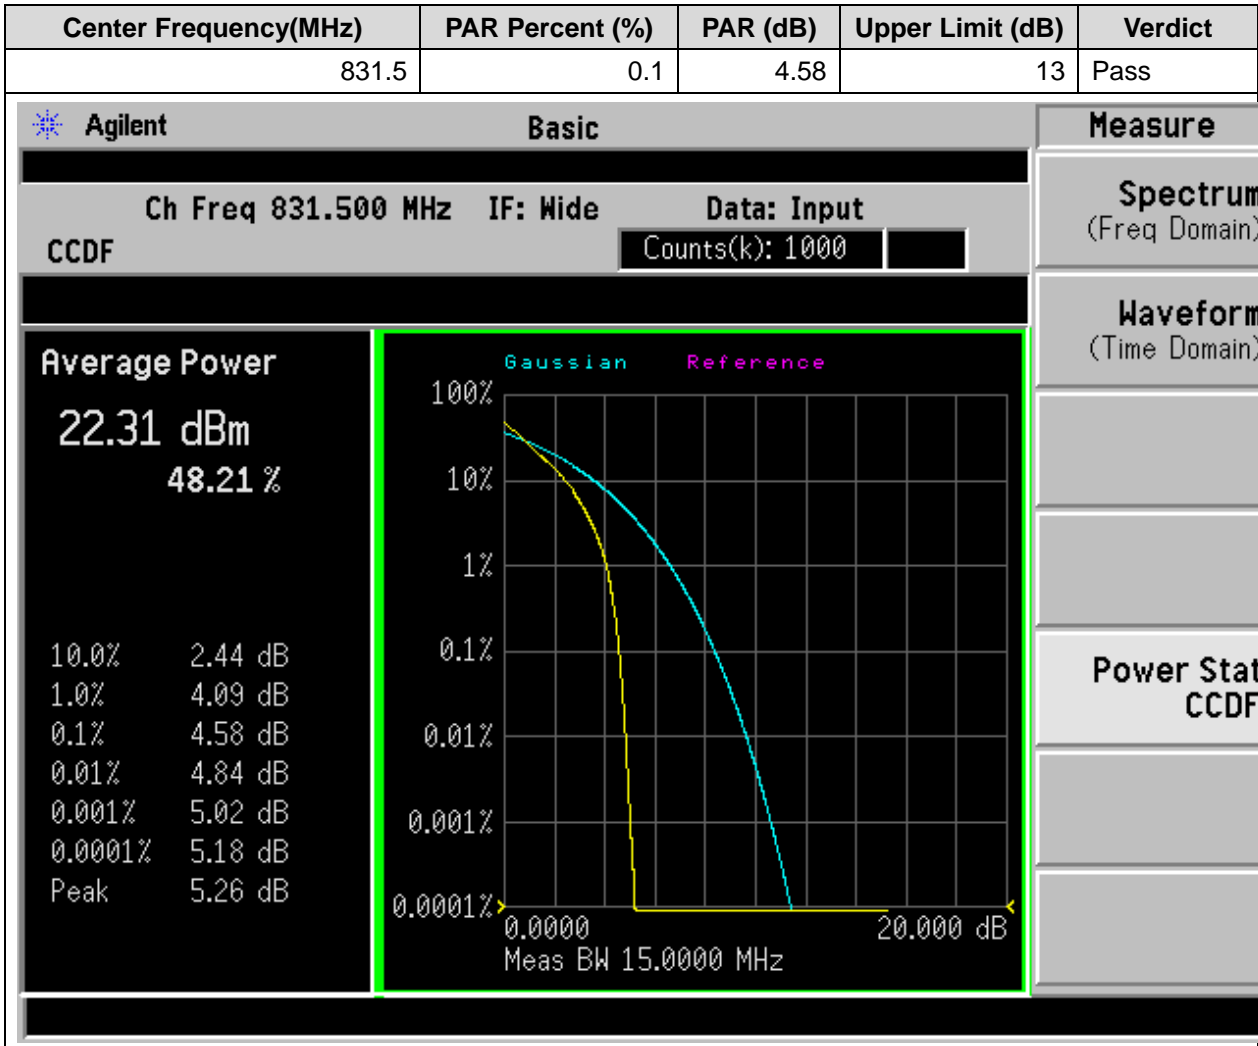 Center Frequency(MHz) PAR Percent (%) PAR (dB) Upper Limit (dB) Verdict
831.5 0.1 4.58 13 Pass
Agilent Basic Measure
Ch Freq 831.500 MHz IF: Wide Data: Input
CCDF Counts(k): 1000
Average Power
22.31 dBm
48.21 %
10.0% 2.44 dB
1.0% 4.09 dB
0.1% 4.58 dB
0.01% 4.84 dB
0.001% 5.02 dB
0.0001% 5.18 dB
Peak 5.26 dB
Gaussian Reference
100%
10%
1%
0.1%
0.01%
0.001%
0.0001%
0.0000 20.000 dB
Meas BW 15.0000 MHz
Spectrum
(Freq Domain)
Waveform
(Time Domain)
Power Stat
CCDF